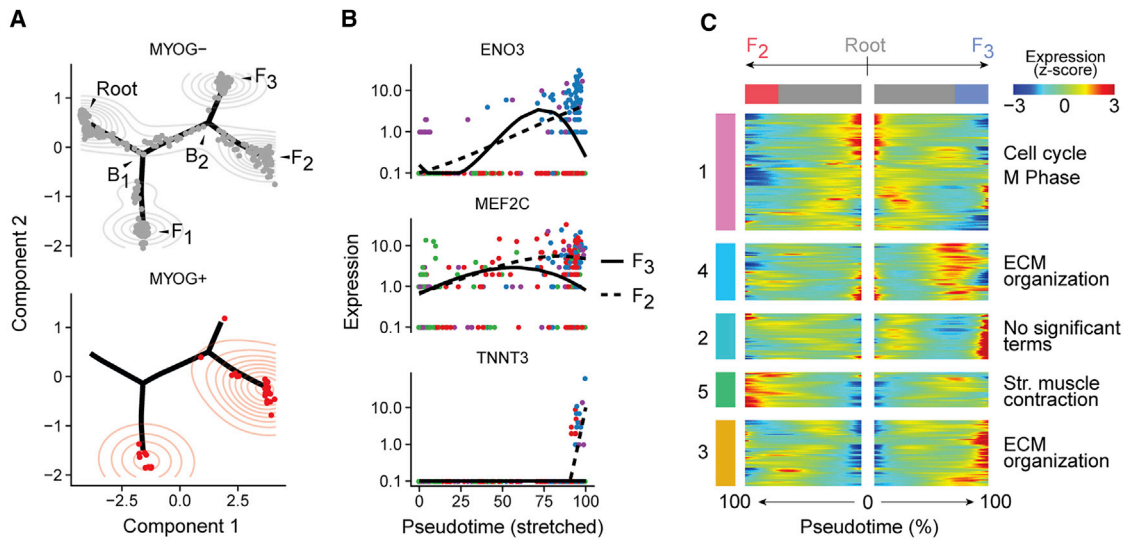 A
MYOG−
Root
F3
B2
F2
B1
F1
1
0
−1
−2
MYOG+
1
0
−1
−2
−2.5
0.0
2.5
Component 1
Component 2
B
ENO3
10.0
1.0
0.1
MEF2C
10.0
1.0
0.1
F3
F2
TNNT3
10.0
1.0
0.1
0
25
50
75
100
Pseudotime (stretched)
Expression
C
F2
Root
F3
Expression
(z-score)
−3
0
3
1
Cell cycle
M Phase
4
ECM
organization
2
No significant
terms
5
Str. muscle
contraction
3
ECM
organization
100
0
100
Pseudotime (%)